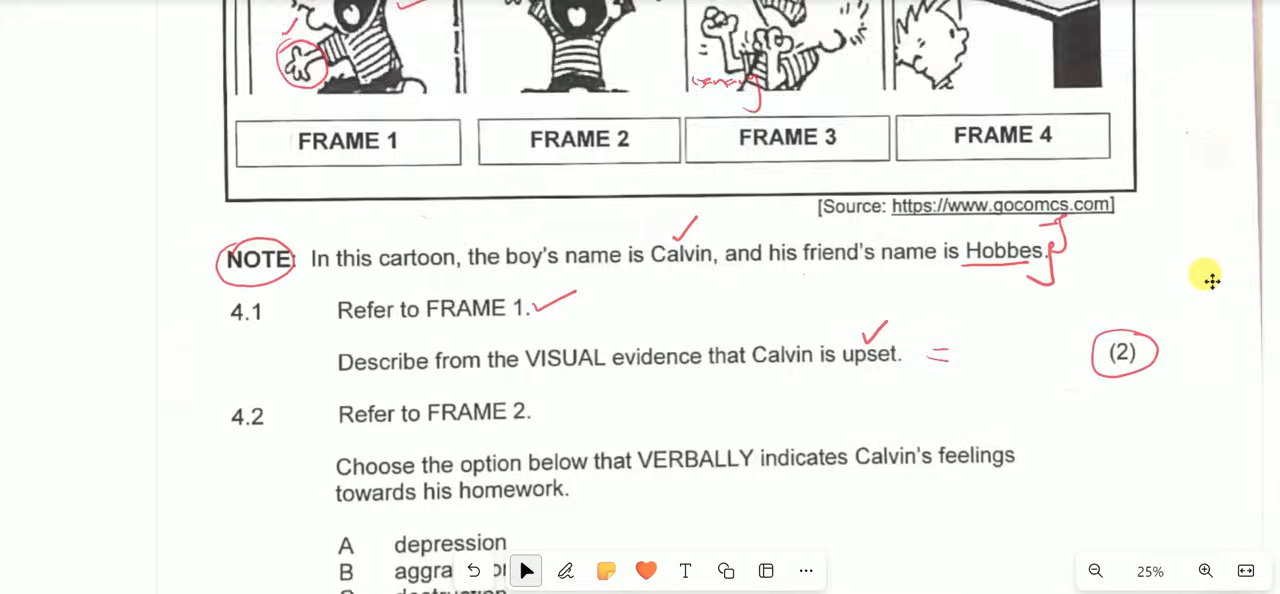 FRAME 1 FRAME 2 FRAME 3 FRAME 4
[Source: https://www.gocomcs.com]
NOTE: In this cartoon, the boy's name is Calvin, and his friend's name is Hobbes.
4.1 Refer to FRAME 1.
Describe from the VISUAL evidence that Calvin is upset. (2)
4.2 Refer to FRAME 2.
Choose the option below that VERBALLY indicates Calvin's feelings
towards his homework.
A depression
B aggra
T
25%